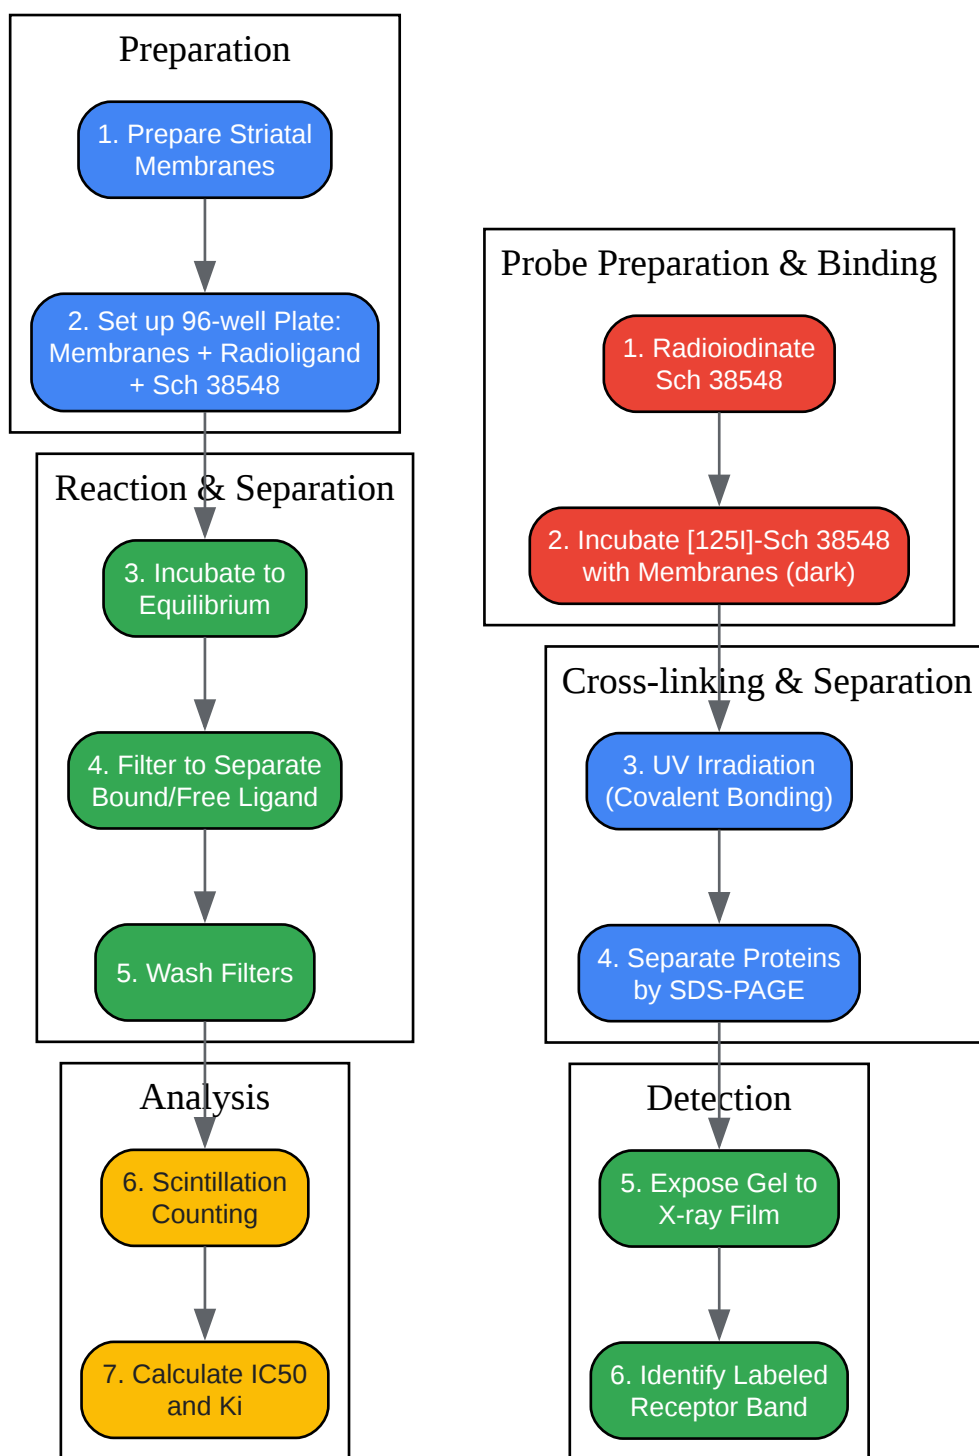 Preparation
1. Prepare Striatal
Membranes
2. Set up 96-well Plate:
Membranes + Radioligand
+ Sch 38548
Reaction & Separation
3. Incubate to
Equilibrium
4. Filter to Separate
Bound/Free Ligand
5. Wash Filters
Analysis
6. Scintillation
Counting
7. Calculate IC50
and Ki
Probe Preparation & Binding
1. Radioiodinate
Sch 38548
2. Incubate [125I]-Sch 38548
with Membranes (dark)
Cross-linking & Separation
3. UV Irradiation
(Covalent Bonding)
4. Separate Proteins
by SDS-PAGE
Detection
5. Expose Gel to
X-ray Film
6. Identify Labeled
Receptor Band